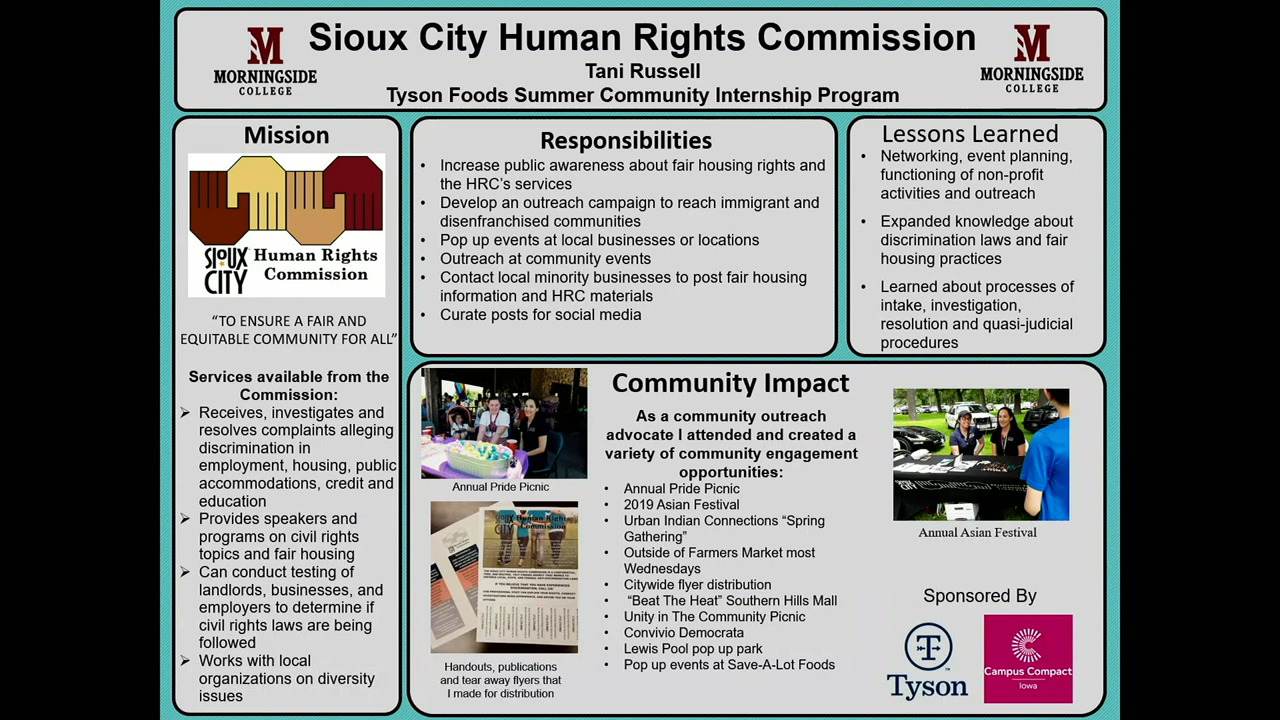 Sioux City Human Rights Commission
Tani Russell
Tyson Foods Summer Community Internship Program
M
MORNINGSIDE
COLLEGE
M
MORNINGSIDE
COLLEGE
Mission
SIOUX
CITY
Human Rights
Commission
“TO ENSURE A FAIR AND
EQUITABLE COMMUNITY FOR ALL”
Services available from the
Commission:
➢ Receives, investigates and
resolves complaints alleging
discrimination in
employment, housing, public
accommodations, credit and
education
➢ Provides speakers and
programs on civil rights
topics and fair housing
➢ Can conduct testing of
landlords, businesses, and
employers to determine if
civil rights laws are being
followed
➢ Works with local
organizations on diversity
issues
Responsibilities
• Increase public awareness about fair housing rights and
the HRC’s services
• Develop an outreach campaign to reach immigrant and
disenfranchised communities
• Pop up events at local businesses or locations
• Outreach at community events
• Contact local minority businesses to post fair housing
information and HRC materials
• Curate posts for social media
Lessons Learned
• Networking, event planning,
functioning of non-profit
activities and outreach
• Expanded knowledge about
discrimination laws and fair
housing practices
• Learned about processes of
intake, investigation,
resolution and quasi-judicial
procedures
Annual Pride Picnic
SIOUX
CITY
Human Rights
Commission
Handouts, publications
and tear away flyers that
I made for distribution
Community Impact
As a community outreach
advocate I attended and created a
variety of community engagement
opportunities:
• Annual Pride Picnic
• 2019 Asian Festival
• Urban Indian Connections “Spring
Gathering”
• Outside of Farmers Market most
Wednesdays
• Citywide flyer distribution
• “Beat The Heat” Southern Hills Mall
• Unity in The Community Picnic
• Convivio Democrata
• Lewis Pool pop up park
• Pop up events at Save-A-Lot Foods
Annual Asian Festival
Sponsored By
T
Tyson
Campus Compact
Iowa